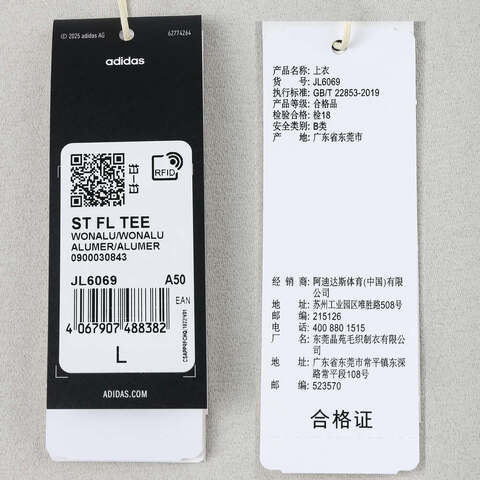 © 2025 adidas AG
62774264
adidas
RFID
ST FL TEE
WONALU/WONALU
ALUMER/ALUMER
0900030843
JL6069
A50
EAN
4 067907 488382
L
ADIDAS.COM
产品名称: 上衣
货 号: JL6069
执行标准: GB/T 22853-2019
产品等级: 合格品
检验合格: 检18
安全类别: B类
产 地: 广东省东莞市
经 销 商: 阿迪达斯体育(中国)有限
公司
地 址: 苏州工业园区唯胜路508号
邮 编: 215126
电 话: 400 880 1515
厂 名: 东莞晶苑毛织制衣有限公
司
地 址: 广东省东莞市常平镇东深
路常平段108号
邮 编: 523570
合格证